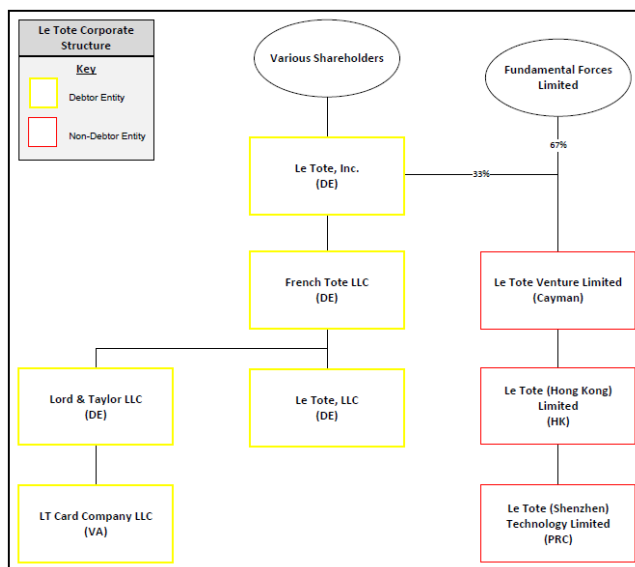 Le Tote Corporate
Structure
Key
Debtor Entity
Non-Debtor Entity
Various Shareholders
Fundamental Forces
Limited
67%
Le Tote, Inc.
(DE)
33%
French Tote LLC
(DE)
Le Tote Venture Limited
(Cayman)
Lord & Taylor LLC
(DE)
Le Tote, LLC
(DE)
Le Tote (Hong Kong)
Limited
(HK)
LT Card Company LLC
(VA)
Le Tote (Shenzhen)
Technology Limited
(PRC)